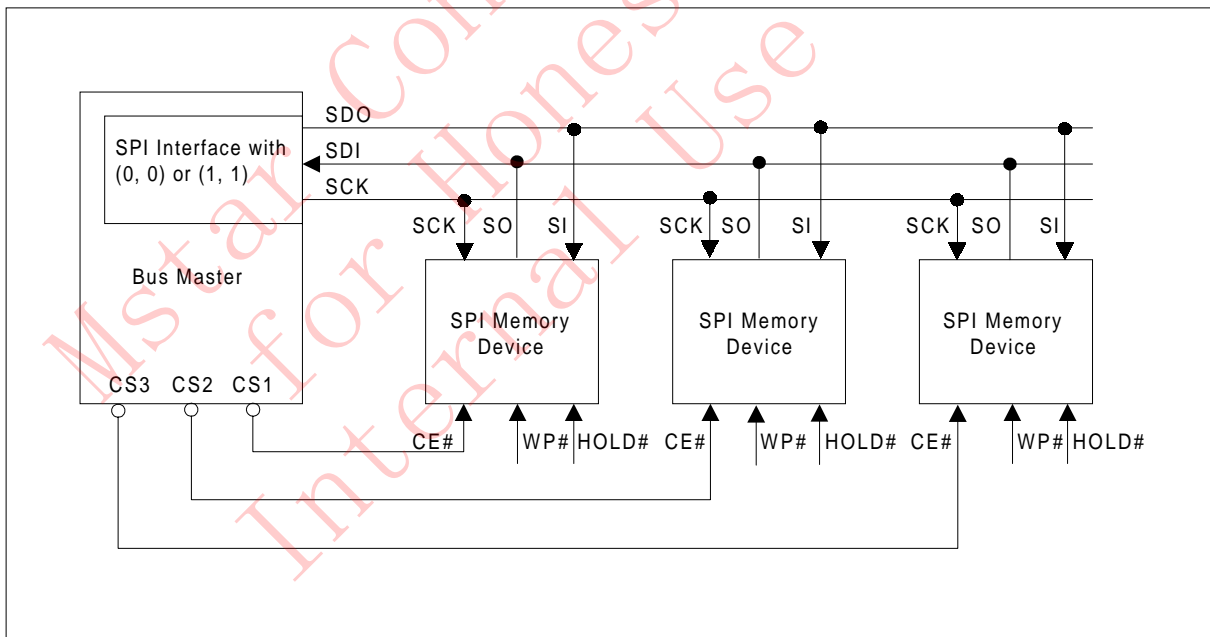 SDO
SPI Interface with
(0, 0) or (1, 1)
SDI
SCK
SCK SO SI
SCK SO SI
SCK SO SI
Bus Master
SPI Memory
Device
SPI Memory
Device
SPI Memory
Device
CS3 CS2 CS1
CE# WP# HOLD#
CE# WP# HOLD#
CE# WP# HOLD#
Mstar Con
for Hones
Internal Use